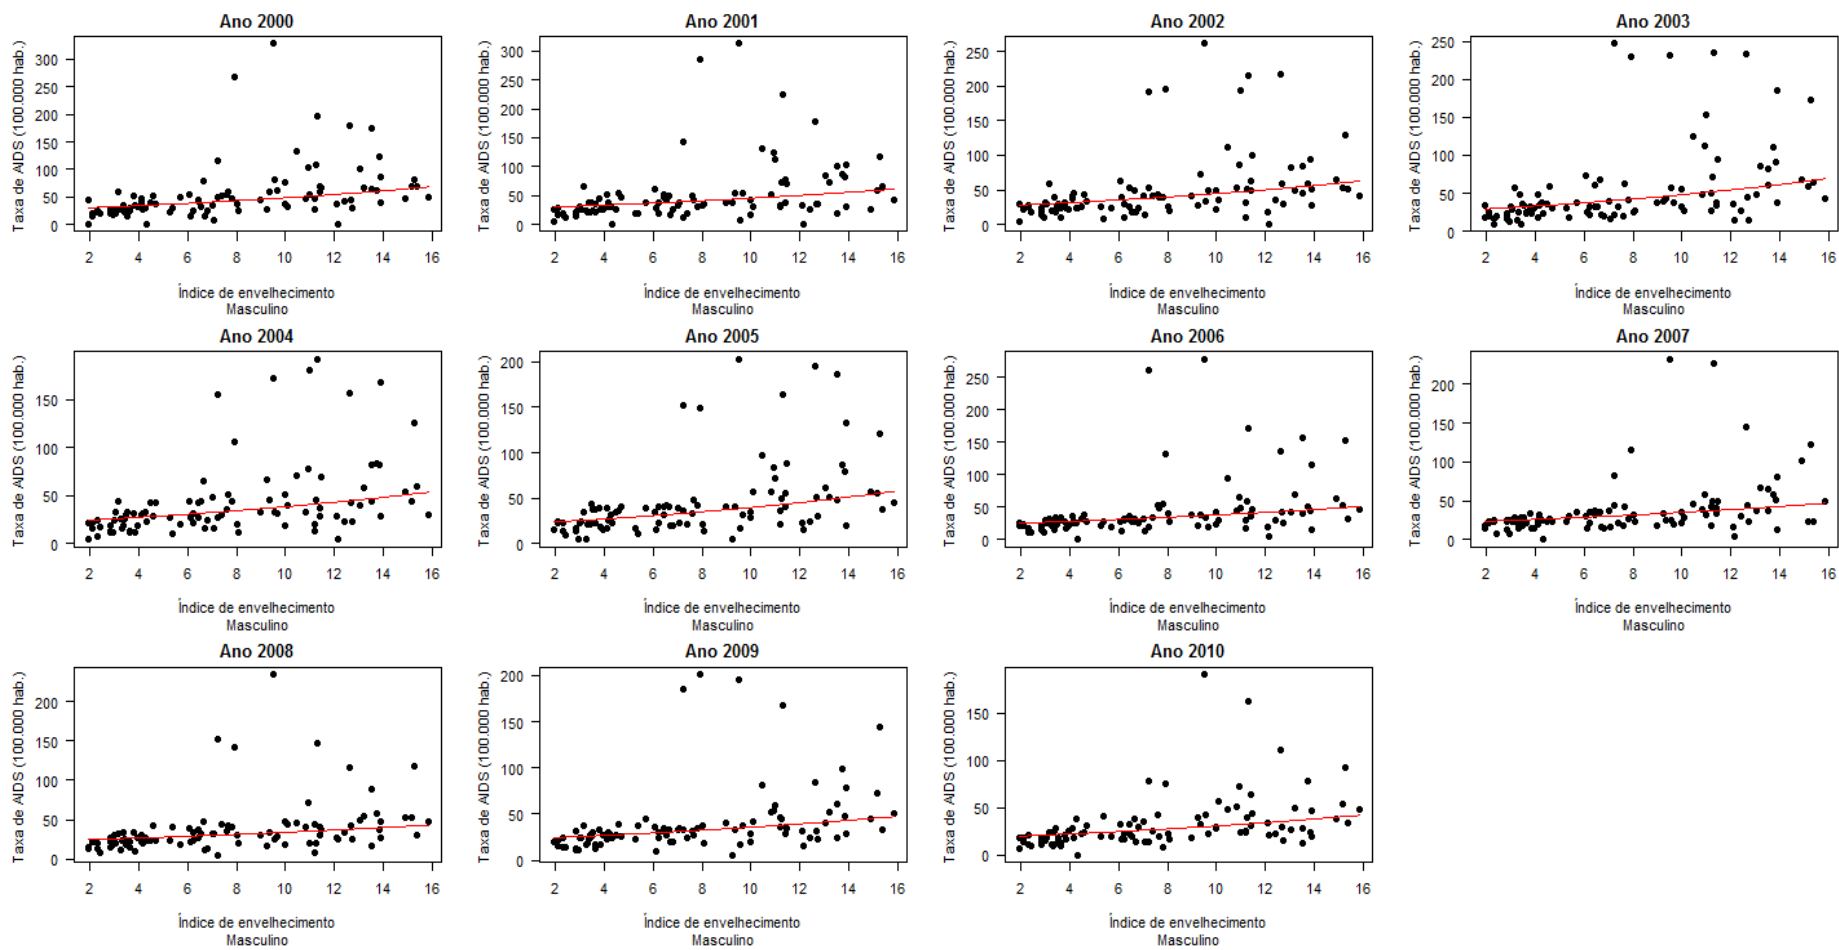 Ano 2000
Taxa de AIDS (100.000 hab.)
300
250
200
150
100
50
0
2 4 6 8 10 12 14 16
Índice de envelhecimento
Masculino
Ano 2001
Taxa de AIDS (100.000 hab.)
300
250
200
150
100
50
0
2 4 6 8 10 12 14 16
Índice de envelhecimento
Masculino
Ano 2002
Taxa de AIDS (100.000 hab.)
250
200
150
100
50
0
2 4 6 8 10 12 14 16
Índice de envelhecimento
Masculino
Ano 2003
Taxa de AIDS (100.000 hab.)
250
200
150
100
50
0
2 4 6 8 10 12 14 16
Índice de envelhecimento
Masculino
Ano 2004
Taxa de AIDS (100.000 hab.)
150
100
50
0
2 4 6 8 10 12 14 16
Índice de envelhecimento
Masculino
Ano 2005
Taxa de AIDS (100.000 hab.)
200
150
100
50
0
2 4 6 8 10 12 14 16
Índice de envelhecimento
Masculino
Ano 2006
Taxa de AIDS (100.000 hab.)
250
200
150
100
50
0
2 4 6 8 10 12 14 16
Índice de envelhecimento
Masculino
Ano 2007
Taxa de AIDS (100.000 hab.)
200
150
100
50
0
2 4 6 8 10 12 14 16
Índice de envelhecimento
Masculino
Ano 2008
Taxa de AIDS (100.000 hab.)
200
150
100
50
0
2 4 6 8 10 12 14 16
Índice de envelhecimento
Masculino
Ano 2009
Taxa de AIDS (100.000 hab.)
200
150
100
50
0
2 4 6 8 10 12 14 16
Índice de envelhecimento
Masculino
Ano 2010
Taxa de AIDS (100.000 hab.)
150
100
50
0
2 4 6 8 10 12 14 16
Índice de envelhecimento
Masculino